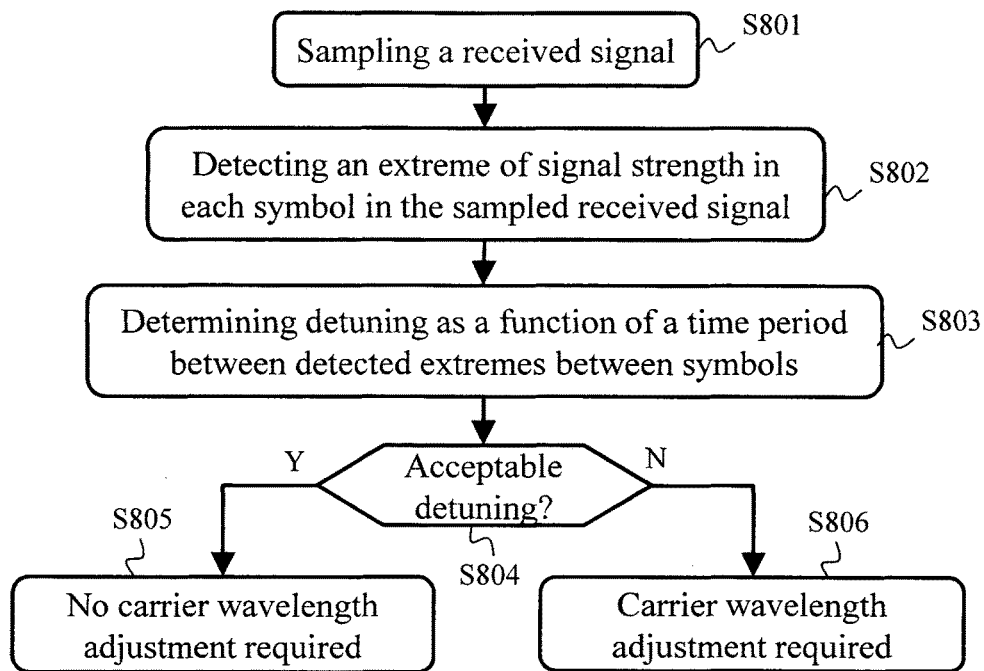 S801
Sampling a received signal
S802
Detecting an extreme of signal strength in
each symbol in the sampled received signal
S803
Determining detuning as a function of a time period
between detected extremes between symbols
Y
Acceptable
detuning?
N
S804
S805
No carrier wavelength
adjustment required
S806
Carrier wavelength
adjustment required